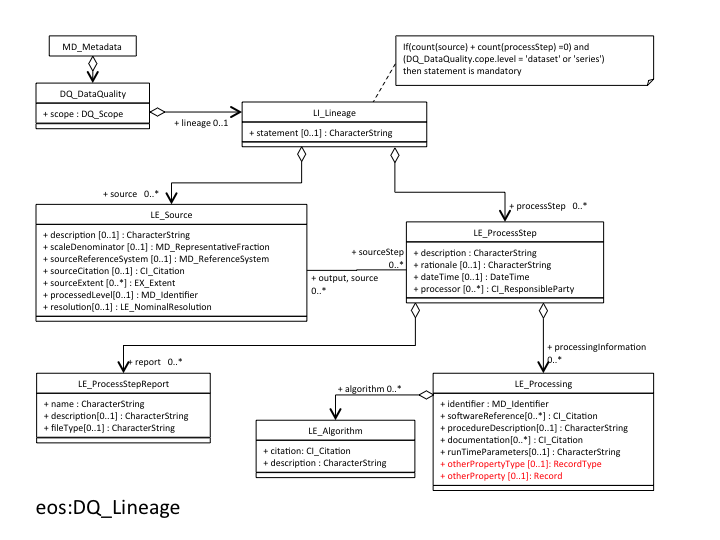 MD_Metadata
If(count(source) + count(processStep) =0) and
(DQ_DataQuality.cope.level = 'dataset' or 'series')
then statement is mandatory
DQ_DataQuality
+ scope : DQ_Scope
+ lineage 0..1
LI_Lineage
+ statement [0..1] : CharacterString
+ source 0..*
+ processStep 0..*
LE_Source
+ description [0..1] : CharacterString
+ scaleDenominator [0..1] : MD_RepresentativeFraction
+ sourceReferenceSystem [0..1] : MD_ReferenceSystem
+ sourceCitation [0..1] : CI_Citation
+ sourceExtent [0..*] : EX_Extent
+ processedLevel[0..1] : MD_Identifier
+ resolution[0..1] : LE_NominalResolution
+ sourceStep
0..*
+ output, source
0..*
LE_ProcessStep
+ description : CharacterString
+ rationale [0..1] : CharacterString
+ dateTime [0..1] : DateTime
+ processor [0..*] : CI_ResponsibleParty
+ report 0..*
+ processingInformation
0..*
LE_ProcessStepReport
+ name : CharacterString
+ description[0..1] : CharacterString
+ fileType[0..1] : CharacterString
+ algorithm 0..*
LE_Algorithm
+ citation: CI_Citation
+ description : CharacterString
LE_Processing
+ identifier : MD_Identifier
+ softwareReference[0..*] : CI_Citation
+ procedureDescription[0..1] : CharacterString
+ documentation[0..*] : CI_Citation
+ runTimeParameters[0..1] : CharacterString
+ otherPropertyType [0..1]: RecordType
+ otherProperty [0..1]: Record
eos:DQ_Lineage